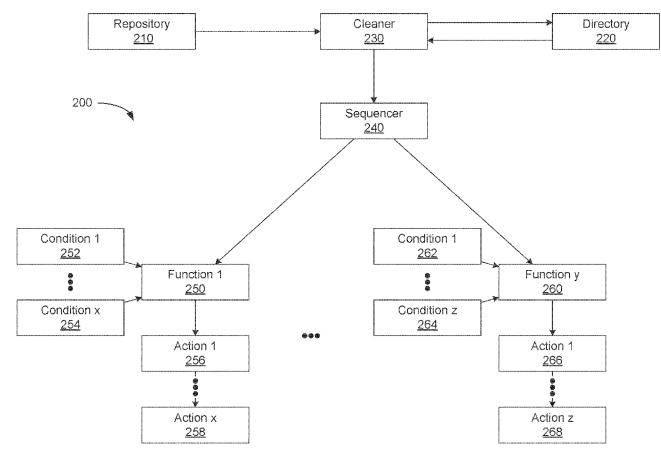 Repository
210
Cleaner
230
Directory
220
200
Sequencer
240
Condition 1
252
Function 1
250
Condition x
254
Action 1
256
Action x
258
Condition 1
262
Function y
260
Condition z
264
Action 1
266
Action z
268